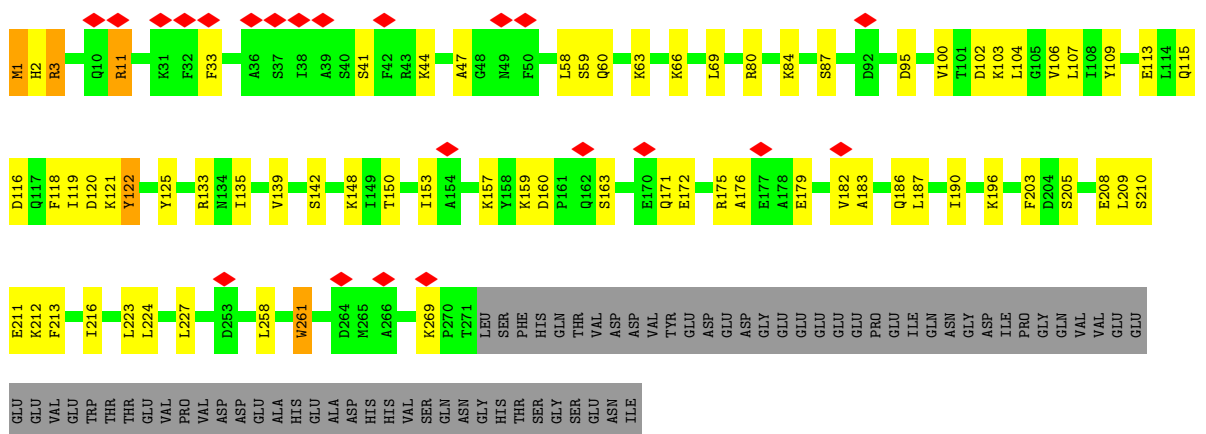 M1 H2 R3 Q10 R11 K31 F32 F33 A36 S37 I38 A39 S40 S41 F42 R43 K44 A47 G48 N49 F50 L58 S59 Q60 K63 K66 L69 R80 K84 S87 D92 D95 V100 T101 D102 K103 L104 G105 V106 L107 I108 Y109 E113 L114 Q115
D116 Q117 F118 I119 D120 K121 Y122 Y125 R133 N134 I135 V139 S142 K148 I149 T150 I153 A154 K157 Y158 K159 D160 P161 Q162 S163 E170 Q171 E172 R175 A176 E177 A178 E179 V182 A183 Q186 L187 I190 K196 F203 D204 S205 E208 L209 S210
E211 K212 F213 I216 L223 L224 L227 D253 L258 W261 D264 M265 A266 K269 P270 T271 LEU SER PHE HIS GLN THR VAL ASP ASP VAL TYR GLU ASP GLU ASP GLY GLU GLU GLU GLU GLU PRO GLU ILE GLN ASN GLY ASP ILE PRO GLY GLN VAL VAL GLU GLU
GLU GLU VAL GLU TRP THR THR GLU VAL PRO VAL ASP ASP GLU ALA HIS GLU ALA ASP HIS HIS VAL SER GLN ASN GLY HIS THR SER GLY SER GLU ASN ILE